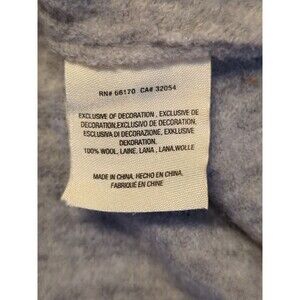 RN# 66170 CA# 32054
EXCLUSIVE OF DECORATION , EXCLUSIVE DE
DECORATION,EXCLUSIVO DE DECORATION.
ESCLUSIVA DI DECORAZIONE, EXKLUSIVE
DEKORATION.
100% WOOL. LAINE. LANA , LANA.WOLLE
MADE IN CHINA, HECHO EN CHINA.
FABRIQUÉ EN CHINE